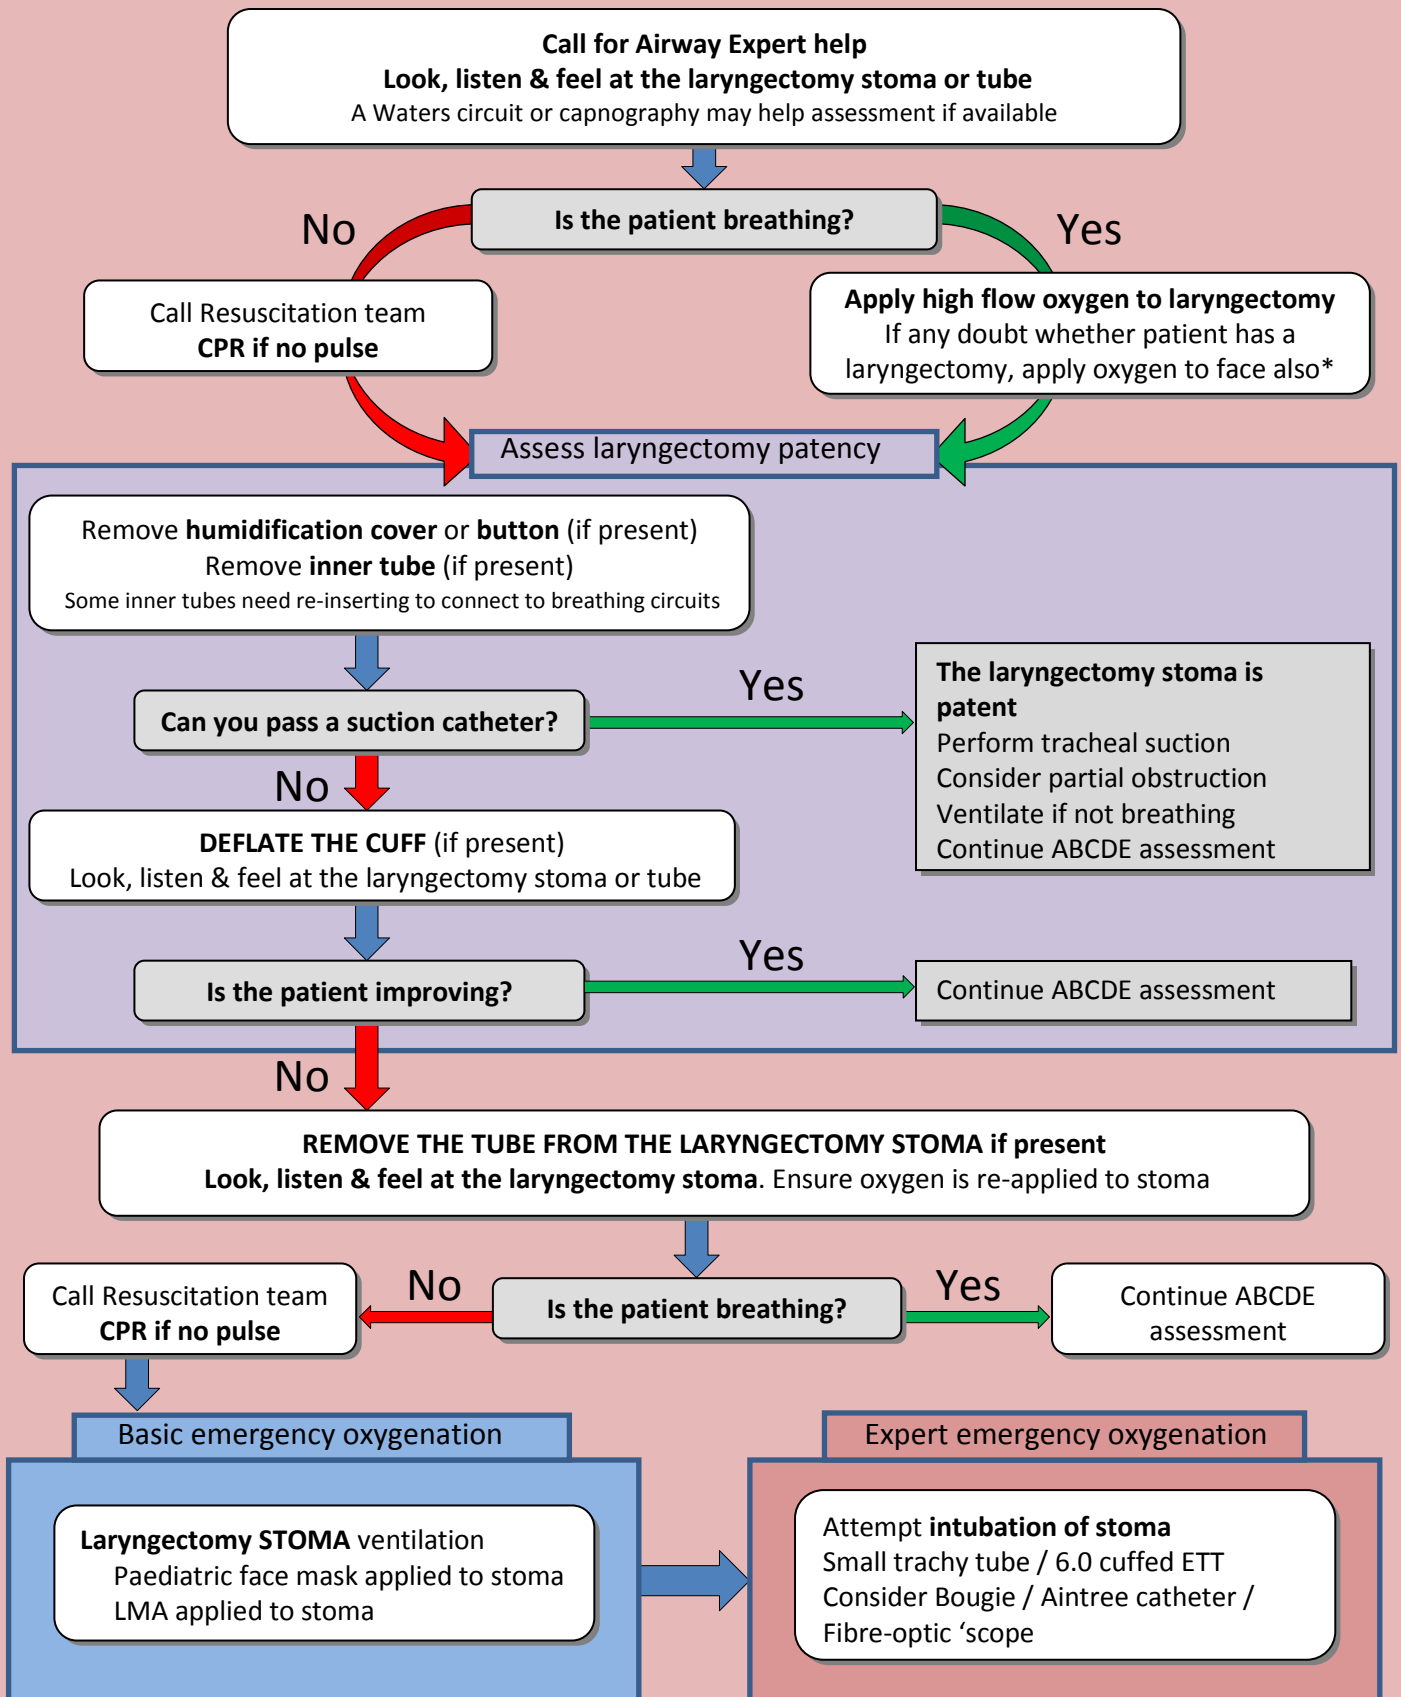 Call for Airway Expert help
Look, listen & feel at the laryngectomy stoma or tube
A Waters circuit or capnography may help assessment if available
Is the patient breathing?
No
Yes
Call Resuscitation team
CPR if no pulse
Apply high flow oxygen to laryngectomy
If any doubt whether patient has a
laryngectomy, apply oxygen to face also*
Assess laryngectomy patency
Remove humidification cover or button (if present)
Remove inner tube (if present)
Some inner tubes need re-inserting to connect to breathing circuits
Can you pass a suction catheter?
Yes
The laryngectomy stoma is
patent
Perform tracheal suction
Consider partial obstruction
Ventilate if not breathing
Continue ABCDE assessment
No
DEFLATE THE CUFF (if present)
Look, listen & feel at the laryngectomy stoma or tube
Is the patient improving?
Yes
Continue ABCDE assessment
No
REMOVE THE TUBE FROM THE LARYNGECTOMY STOMA if present
Look, listen & feel at the laryngectomy stoma. Ensure oxygen is re-applied to stoma
Is the patient breathing?
No
Yes
Call Resuscitation team
CPR if no pulse
Continue ABCDE
assessment
Basic emergency oxygenation
Laryngectomy STOMA ventilation
Paediatric face mask applied to stoma
LMA applied to stoma
Expert emergency oxygenation
Attempt intubation of stoma
Small trachy tube / 6.0 cuffed ETT
Consider Bougie / Aintree catheter /
Fibre-optic ‘scope